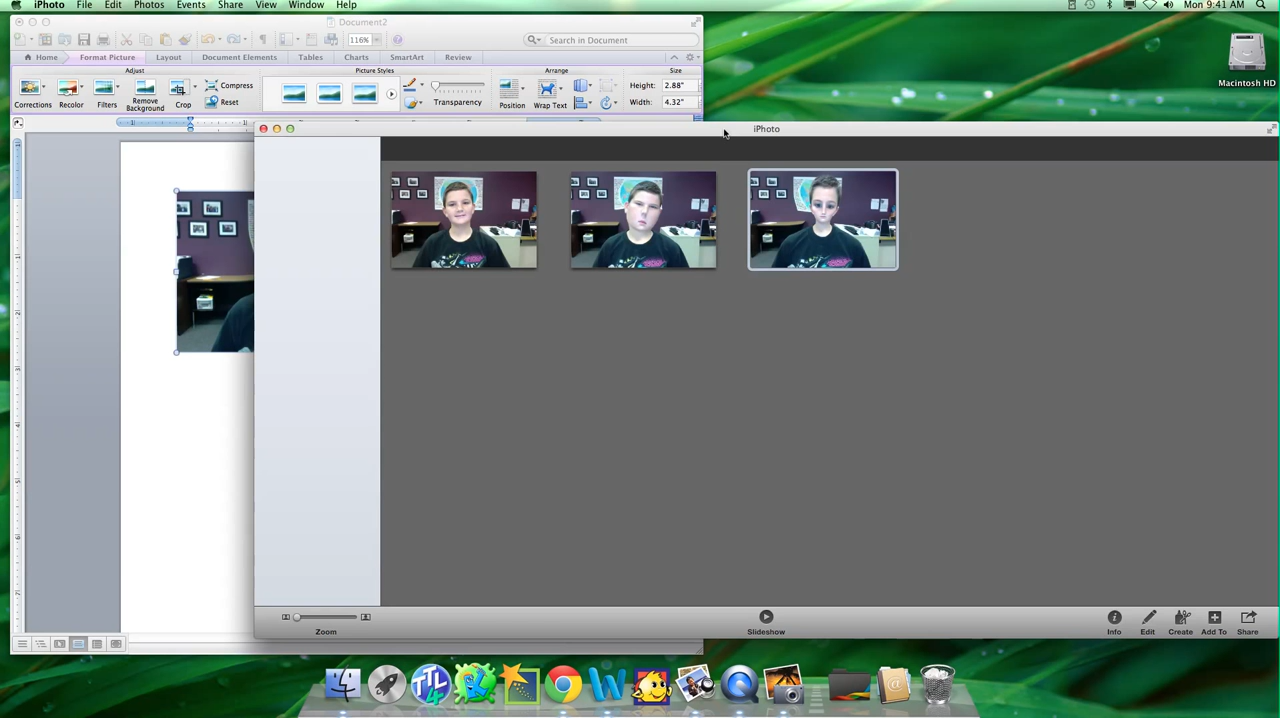 iPhoto File Edit Photos Events Share View Window Help Mon 9:41 AM
Document2
116% Search in Document
Home Format Picture Layout Document Elements Tables Charts SmartArt Review
Adjust Picture Styles Arrange Size
Corrections Recolor Filters Remove Background Crop Compress Reset Transparency Position Wrap Text Height: 2.88" Width: 4.32"
Macintosh HD
iPhoto
Zoom Slideshow Info Edit Create Add To Share